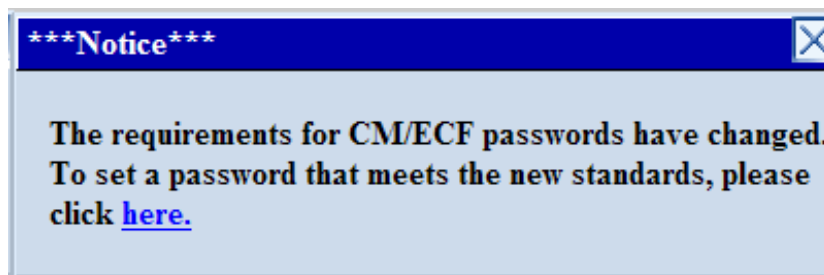 ***Notice***
The requirements for CM/ECF passwords have changed.
To set a password that meets the new standards, please
click here.